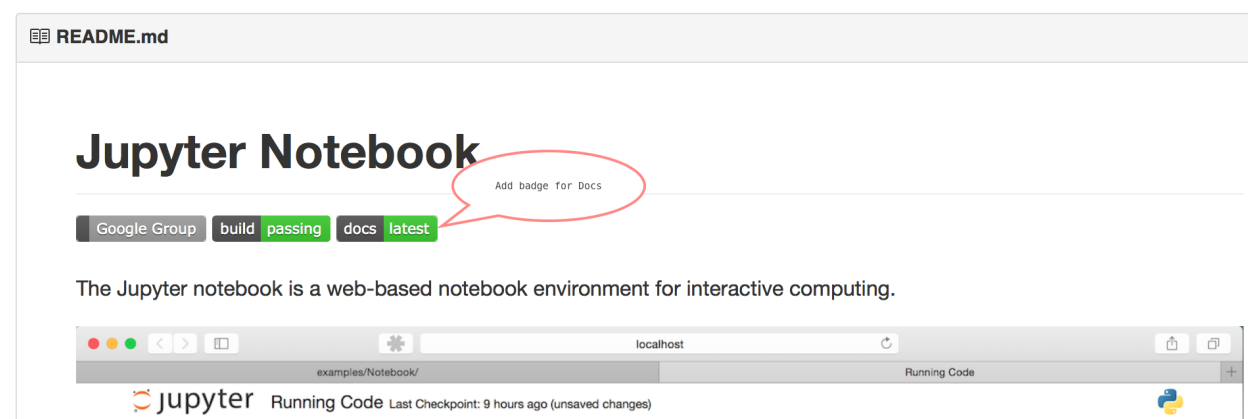 README.md
Jupyter Notebook
Add badge for Docs
Google Group build passing docs latest
The Jupyter notebook is a web-based notebook environment for interactive computing.
localhost
examples/Notebook/ Running Code
jupyter Running Code Last Checkpoint: 9 hours ago (unsaved changes)